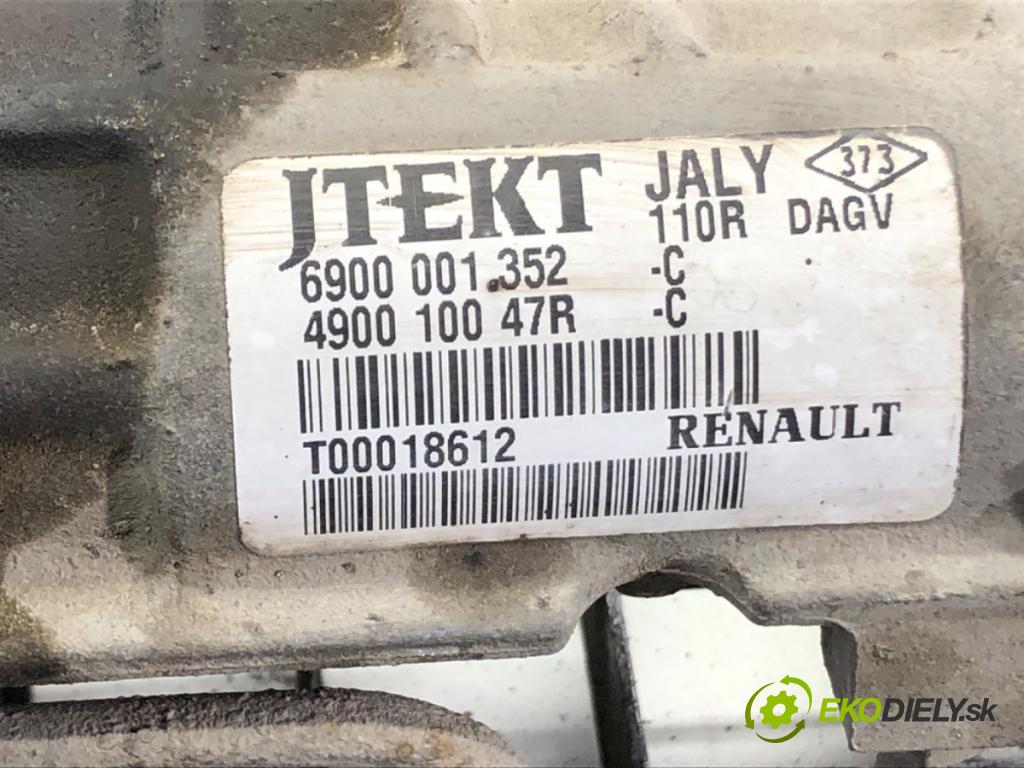 JTEKT JALY 373
110R DAGV
6900 001.352 -C
4900 100 47R -C
T00018612 RENAULT
EKODIELY.sk